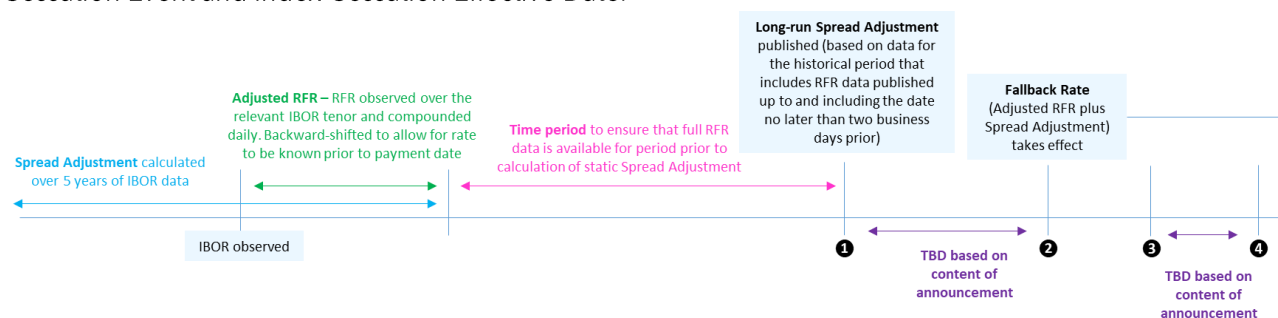 Long-run Spread Adjustment
published (based on data for
the historical period that
includes RFR data published
up to and including the date
no later than two business
days prior)
Fallback Rate
(Adjusted RFR plus
Spread Adjustment)
takes effect
Adjusted RFR – RFR observed over the
relevant IBOR tenor and compounded
daily. Backward-shifted to allow for rate
to be known prior to payment date
Time period to ensure that full RFR
data is available for period prior to
calculation of static Spread Adjustment
Spread Adjustment calculated
over 5 years of IBOR data
IBOR observed
1
2
3
4
TBD based on
content of
announcement
TBD based on
content of
announcement